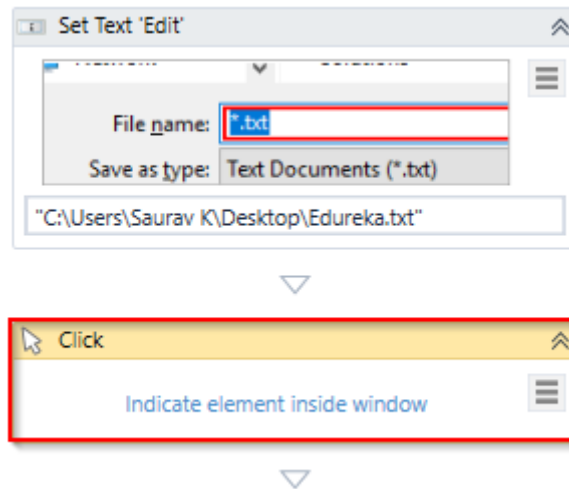 Set Text 'Edit'
File name: *.txt
Save as type: Text Documents (*.txt)
"C:\Users\Saurav K\Desktop\Edureka.txt"
Click
Indicate element inside window